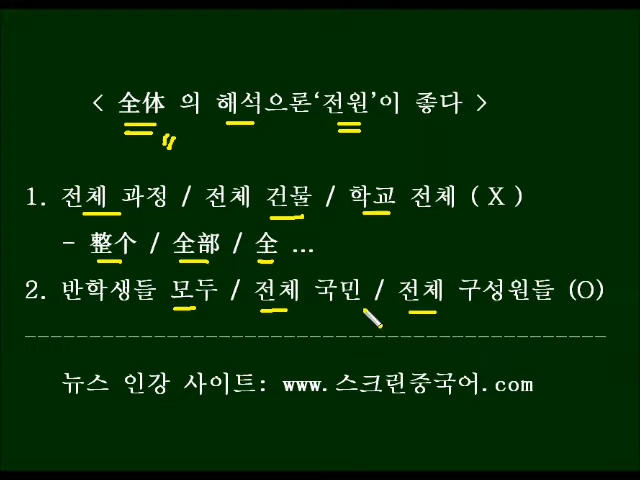 < 全体 의 해석으론‘전원’이 좋다 >
1. 전체 과정 / 전체 건물 / 학교 전체 ( X )
- 整个 / 全部 / 全 ...
2. 반학생들 모두 / 전체 국민 / 전체 구성원들 (O)
뉴스 인강 사이트: www.스크린중국어.com